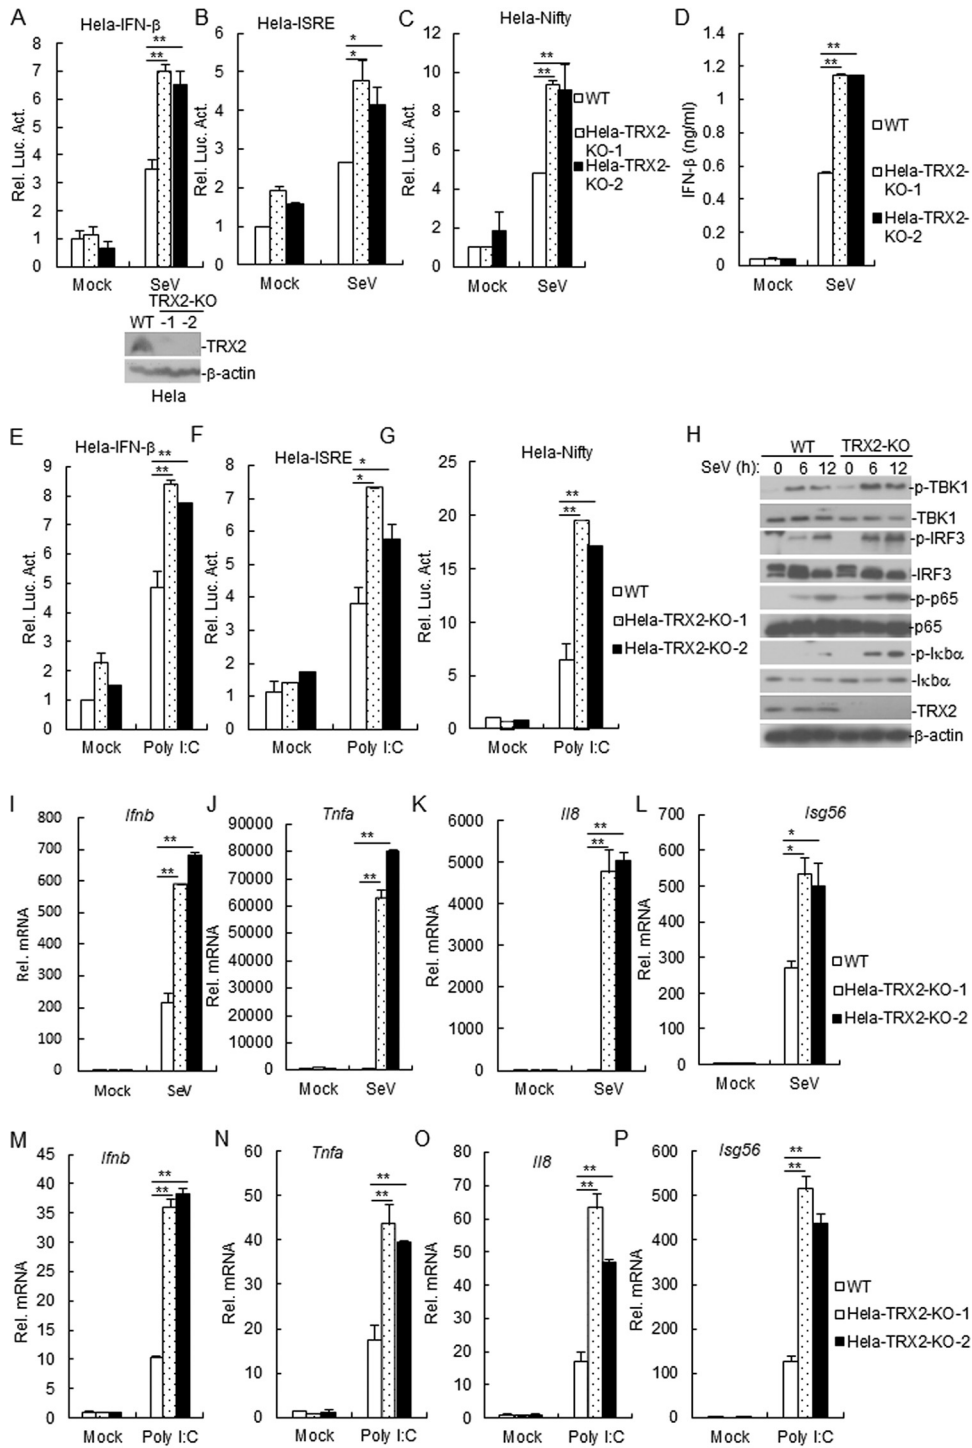 A
Hela-IFN-β
Rel. Luc. Act.
8
7
6
5
4
3
2
1
0
**
**
Mock
SeV
TRX2-KO
WT -1 -2
-TRX2
-β-actin
Hela
B
Hela-ISRE
Rel. Luc. Act.
6
5
4
3
2
1
0
*
*
Mock
SeV
C
Hela-Nifty
Rel. Luc. Act.
12
10
8
6
4
2
0
**
**
Mock
SeV
WT
Hela-TRX2-
KO-1
Hela-TRX2-
KO-2
D
IFN-β (ng/ml)
1.4
1.2
1
0.8
0.6
0.4
0.2
0
**
**
Mock
SeV
WT
Hela-TRX2-
KO-1
Hela-TRX2-
KO-2
E
Hela-IFN-β
Rel. Luc. Act.
9
8
7
6
5
4
3
2
1
0
**
**
Mock
Poly I:C
F
Hela-ISRE
Rel. Luc. Act.
8
7
6
5
4
3
2
1
0
*
*
Mock
Poly I:C
G
Hela-Nifty
Rel. Luc. Act.
25
20
15
10
5
0
**
**
Mock
Poly I:C
WT
Hela-TRX2-KO-1
Hela-TRX2-KO-2
H
WT TRX2-KO
SeV (h): 0 6 12 0 6 12
-p-TBK1
-TBK1
-p-IRF3
-IRF3
-p-p65
-p65
-p-Iκbα
-Iκbα
-TRX2
-β-actin
I
Ifnb
Rel. mRNA
800
700
600
500
400
300
200
100
0
**
**
Mock
SeV
J
Tnfa
Rel. mRNA
90000
80000
70000
60000
50000
40000
30000
20000
10000
0
**
**
Mock
SeV
K
Il8
Rel. mRNA
6000
5000
4000
3000
2000
1000
0
**
**
Mock
SeV
L
Isg56
Rel. mRNA
700
600
500
400
300
200
100
0
*
*
Mock
SeV
WT
Hela-TRX2-KO-1
Hela-TRX2-KO-2
M
Ifnb
Rel. mRNA
45
40
35
30
25
20
15
10
5
0
**
**
Mock
Poly I:C
N
Tnfa
Rel. mRNA
60
50
40
30
20
10
0
**
**
Mock
Poly I:C
O
Il8
Rel. mRNA
80
70
60
50
40
30
20
10
0
**
**
Mock
Poly I:C
P
Isg56
Rel. mRNA
600
500
400
300
200
100
0
**
**
Mock
Poly I:C
WT
Hela-TRX2-KO-1
Hela-TRX2-KO-2